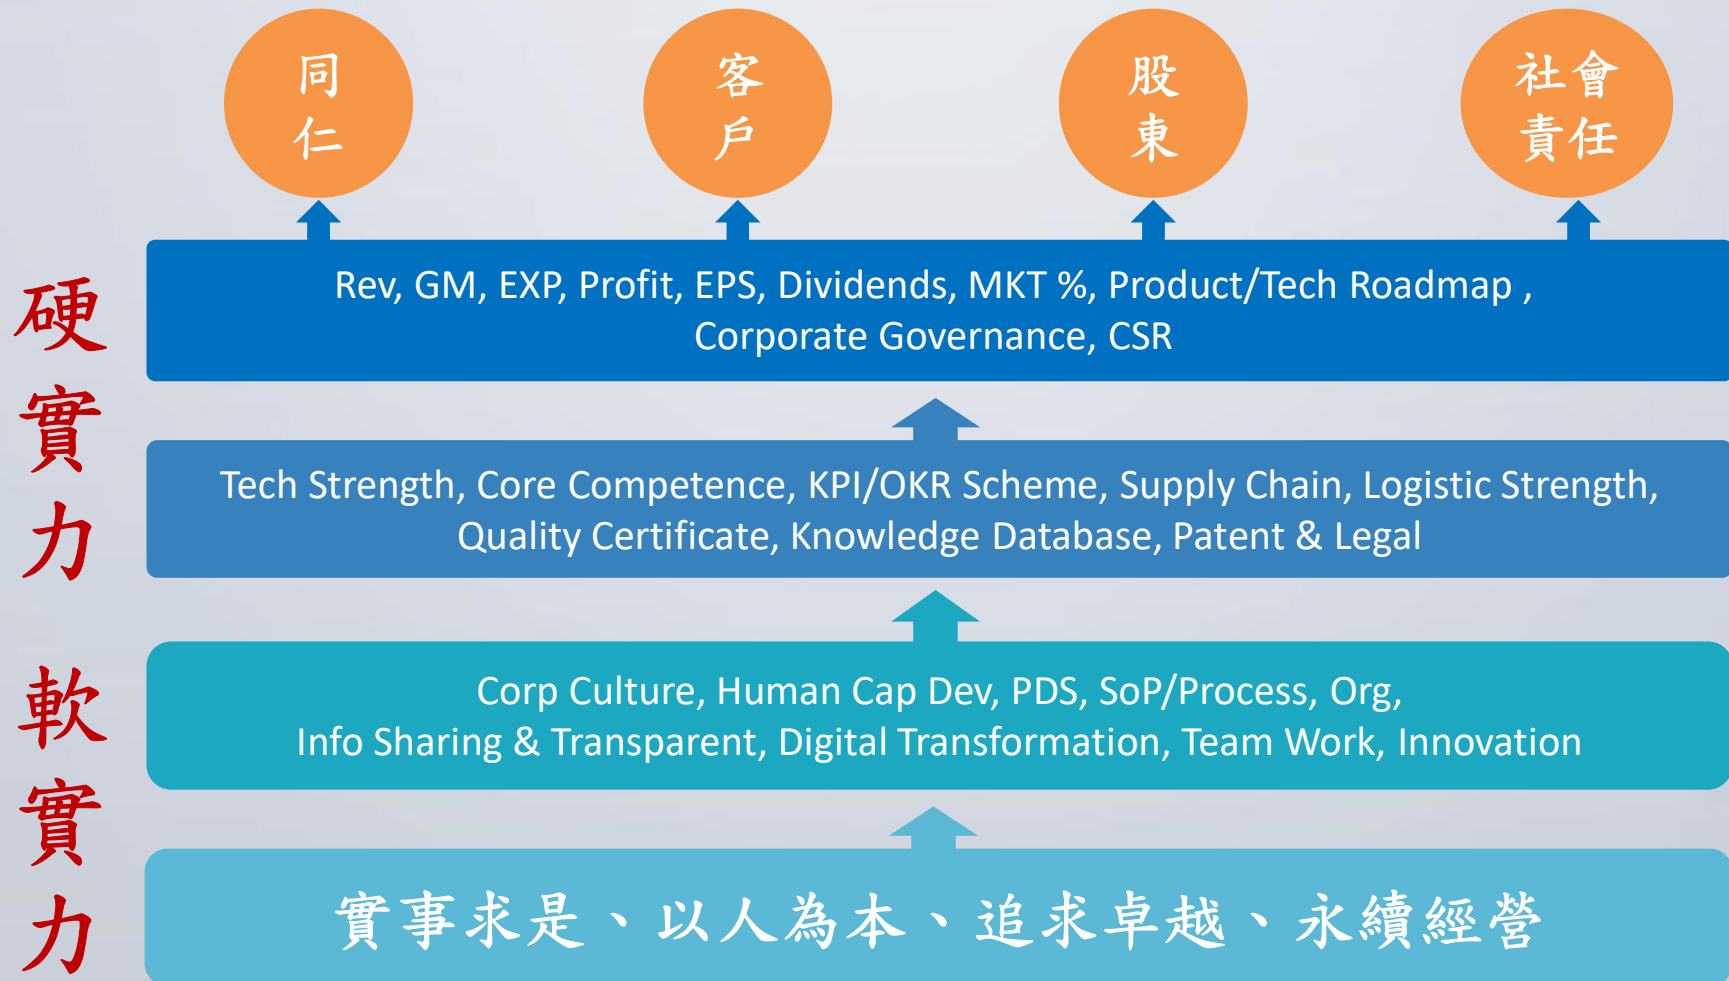 同
仁
客
戶
股
東
社會
責任
硬
實
力
Rev, GM, EXP, Profit, EPS, Dividends, MKT %, Product/Tech Roadmap ,
Corporate Governance, CSR
Tech Strength, Core Competence, KPI/OKR Scheme, Supply Chain, Logistic Strength,
Quality Certificate, Knowledge Database, Patent & Legal
軟
實
力
Corp Culture, Human Cap Dev, PDS, SoP/Process, Org,
Info Sharing & Transparent, Digital Transformation, Team Work, Innovation
實事求是、以人為本、追求卓越、永續經營